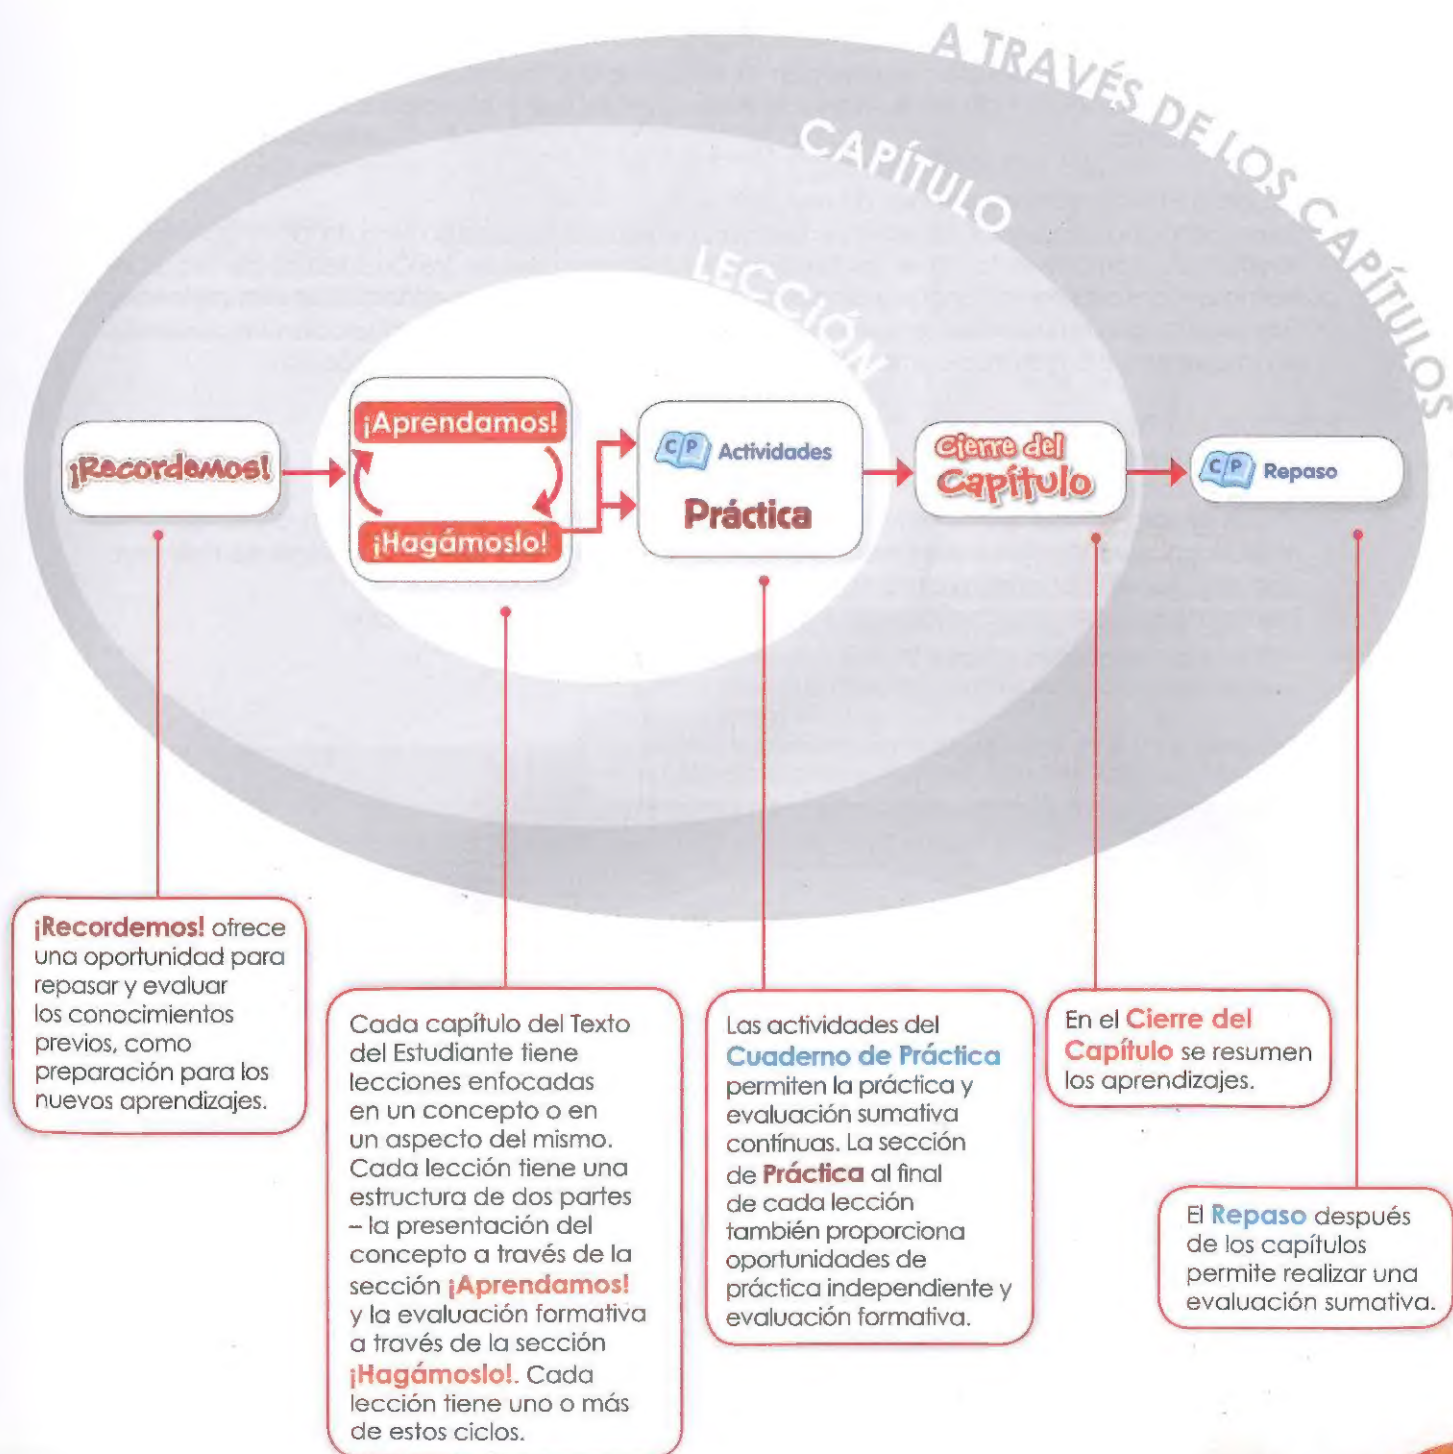 A TRAVÉS DE LOS CAPÍTULOS
CAPÍTULO
LECCIÓN
¡Recordemos!
¡Aprendamos!
¡Hagámoslo!
CP Actividades
Práctica
Cierre del
Capítulo
CP Repaso
¡Recordemos! ofrece
una oportunidad para
repasar y evaluar
los conocimientos
previos, como
preparación para los
nuevos aprendizajes.
Cada capítulo del Texto
del Estudiante tiene
lecciones enfocadas
en un concepto o en
un aspecto del mismo.
Cada lección tiene una
estructura de dos partes
– la presentación del
concepto a través de la
sección ¡Aprendamos!
y la evaluación formativa
a través de la sección
¡Hagámoslo!. Cada
lección tiene uno o más
de estos ciclos.
Las actividades del
Cuaderno de Práctica
permiten la práctica y
evaluación sumativa
contínuas. La sección
de Práctica al final
de cada lección
también proporciona
oportunidades de
práctica independiente y
evaluación formativa.
En el Cierre del
Capítulo se resumen
los aprendizajes.
El Repaso después
de los capítulos
permite realizar una
evaluación sumativa.